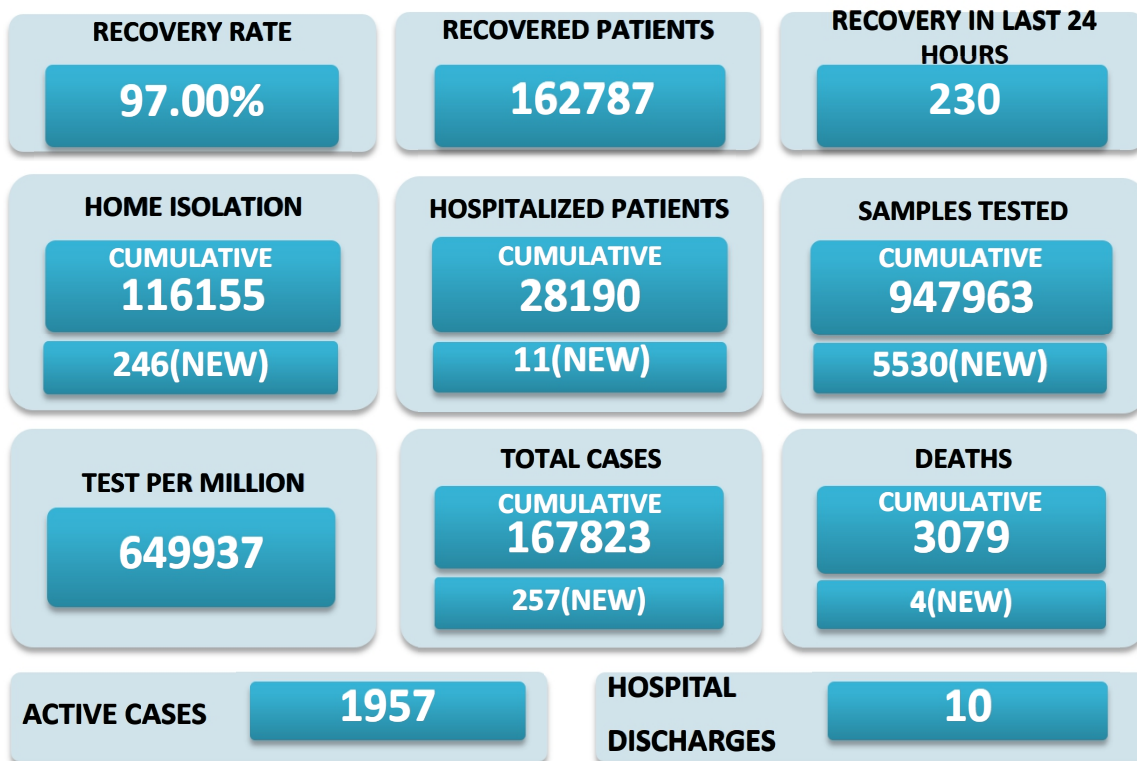 RECOVERY RATE
97.00%
RECOVERED PATIENTS
162787
RECOVERY IN LAST 24
HOURS
230
HOME ISOLATION
CUMULATIVE
116155
246(NEW)
HOSPITALIZED PATIENTS
CUMULATIVE
28190
11(NEW)
SAMPLES TESTED
CUMULATIVE
947963
5530(NEW)
TEST PER MILLION
649937
TOTAL CASES
CUMULATIVE
167823
257(NEW)
DEATHS
CUMULATIVE
3079
4(NEW)
ACTIVE CASES
1957
HOSPITAL
DISCHARGES
10